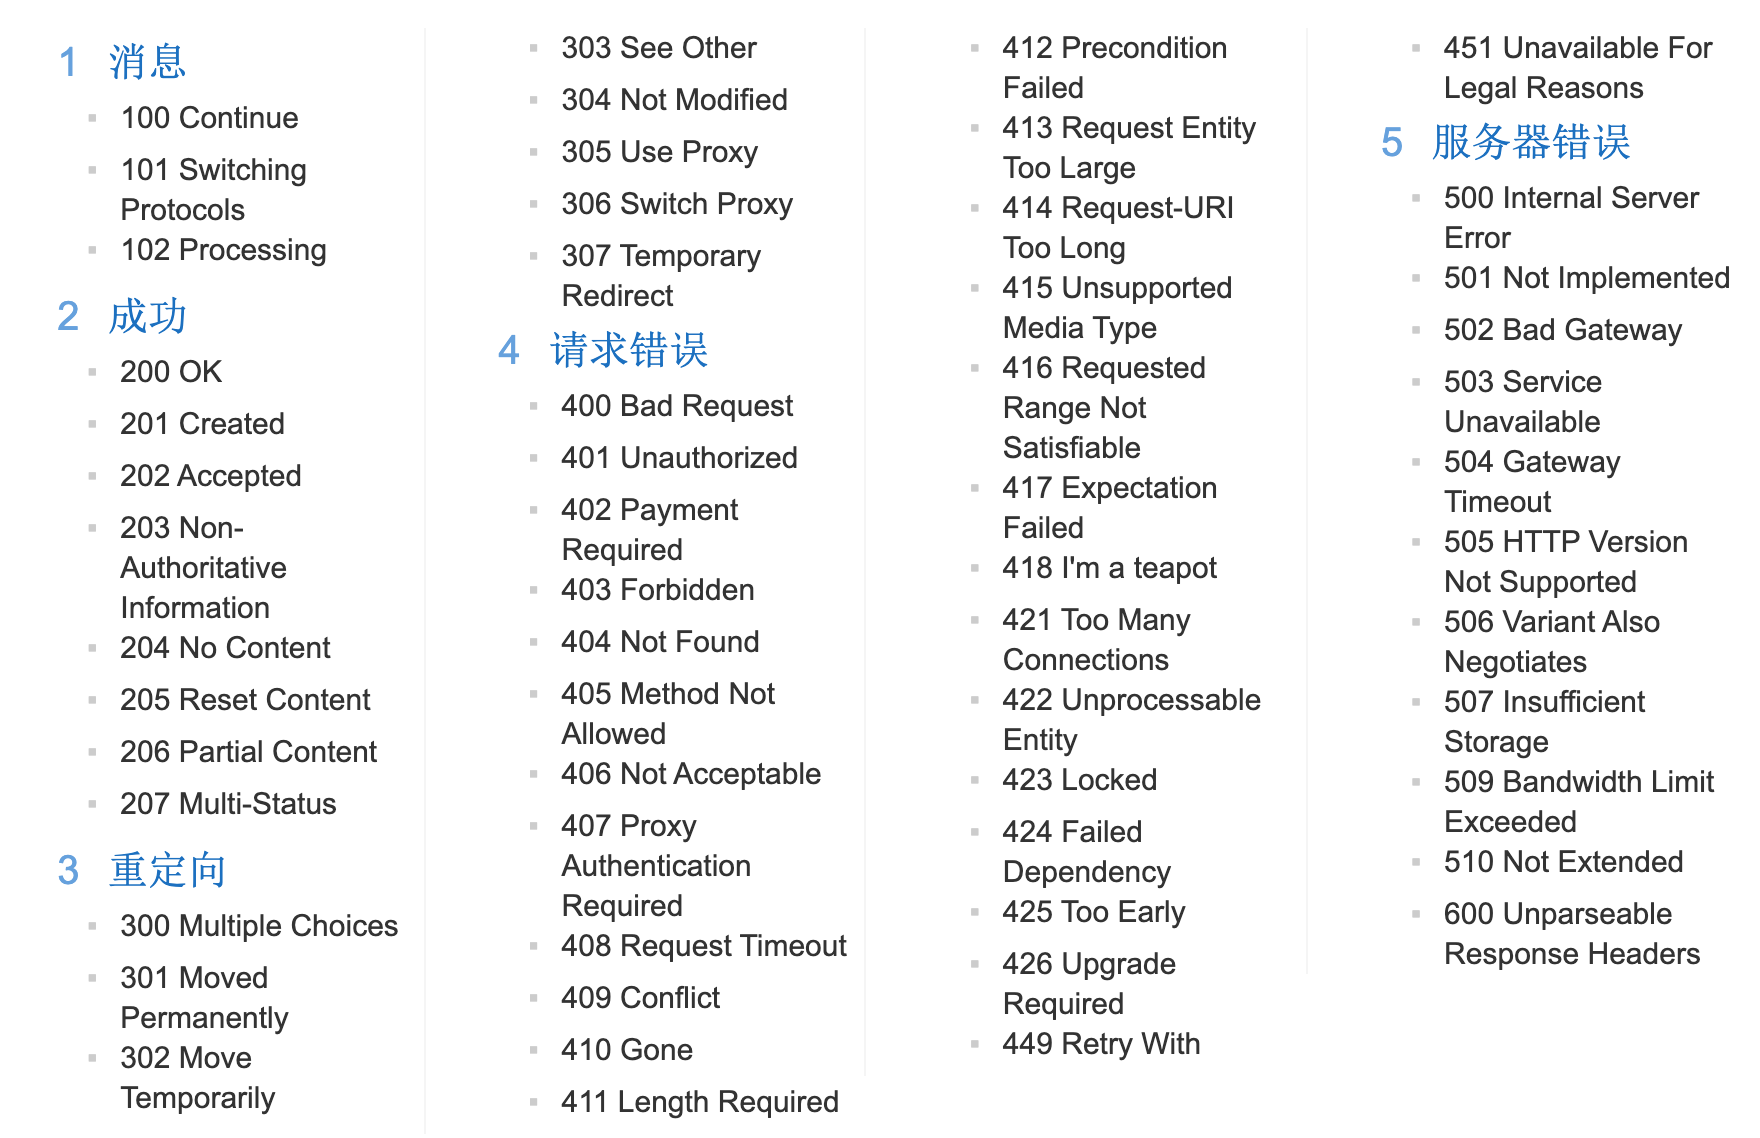 1 消息
100 Continue
101 Switching
Protocols
102 Processing
2 成功
200 OK
201 Created
202 Accepted
203 Non-
Authoritative
Information
204 No Content
205 Reset Content
206 Partial Content
207 Multi-Status
3 重定向
300 Multiple Choices
301 Moved
Permanently
302 Move
Temporarily
303 See Other
304 Not Modified
305 Use Proxy
306 Switch Proxy
307 Temporary
Redirect
4 请求错误
400 Bad Request
401 Unauthorized
402 Payment
Required
403 Forbidden
404 Not Found
405 Method Not
Allowed
406 Not Acceptable
407 Proxy
Authentication
Required
408 Request Timeout
409 Conflict
410 Gone
411 Length Required
412 Precondition
Failed
413 Request Entity
Too Large
414 Request-URI
Too Long
415 Unsupported
Media Type
416 Requested
Range Not
Satisfiable
417 Expectation
Failed
418 I'm a teapot
421 Too Many
Connections
422 Unprocessable
Entity
423 Locked
424 Failed
Dependency
425 Too Early
426 Upgrade
Required
449 Retry With
451 Unavailable For
Legal Reasons
5 服务器错误
500 Internal Server
Error
501 Not Implemented
502 Bad Gateway
503 Service
Unavailable
504 Gateway
Timeout
505 HTTP Version
Not Supported
506 Variant Also
Negotiates
507 Insufficient
Storage
509 Bandwidth Limit
Exceeded
510 Not Extended
600 Unparseable
Response Headers